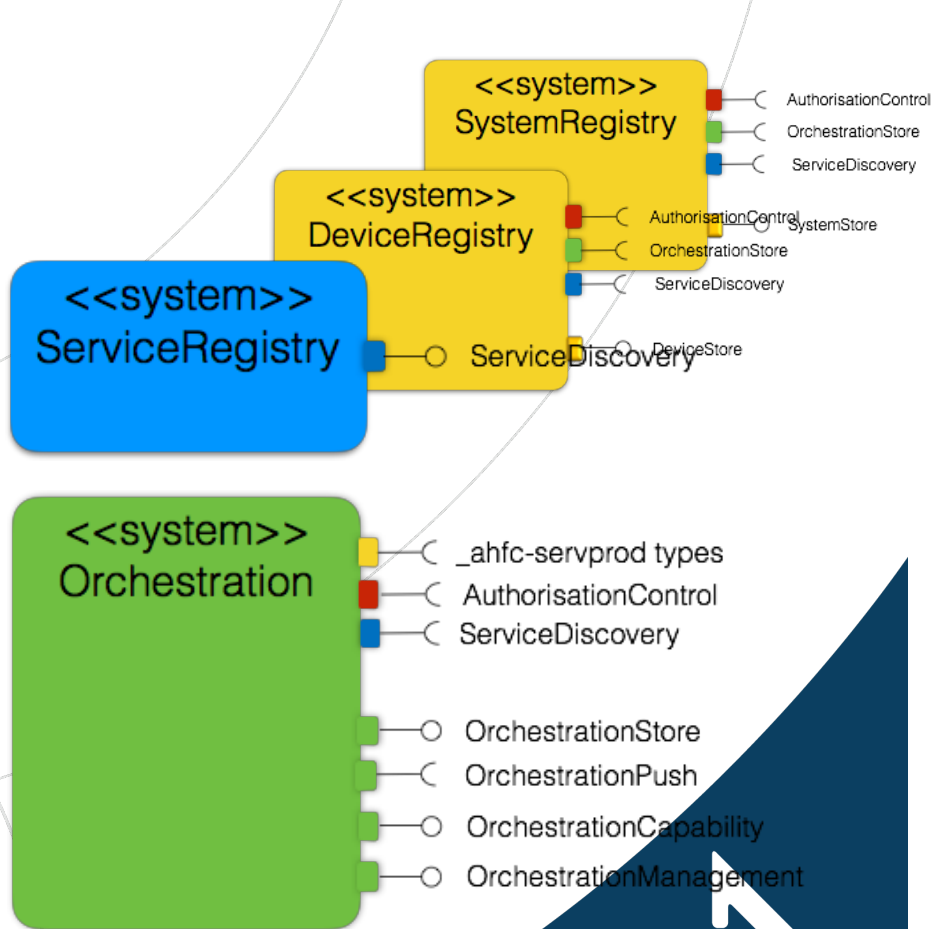 <<system>>
SystemRegistry
AuthorisationControl
OrchestrationStore
ServiceDiscovery
SystemStore
<<system>>
DeviceRegistry
AuthorisationControl
OrchestrationStore
ServiceDiscovery
DeviceStore
<<system>>
ServiceRegistry
ServiceDiscovery
<<system>>
Orchestration
_ahfc-servprod types
AuthorisationControl
ServiceDiscovery
OrchestrationStore
OrchestrationPush
OrchestrationCapability
OrchestrationManagement